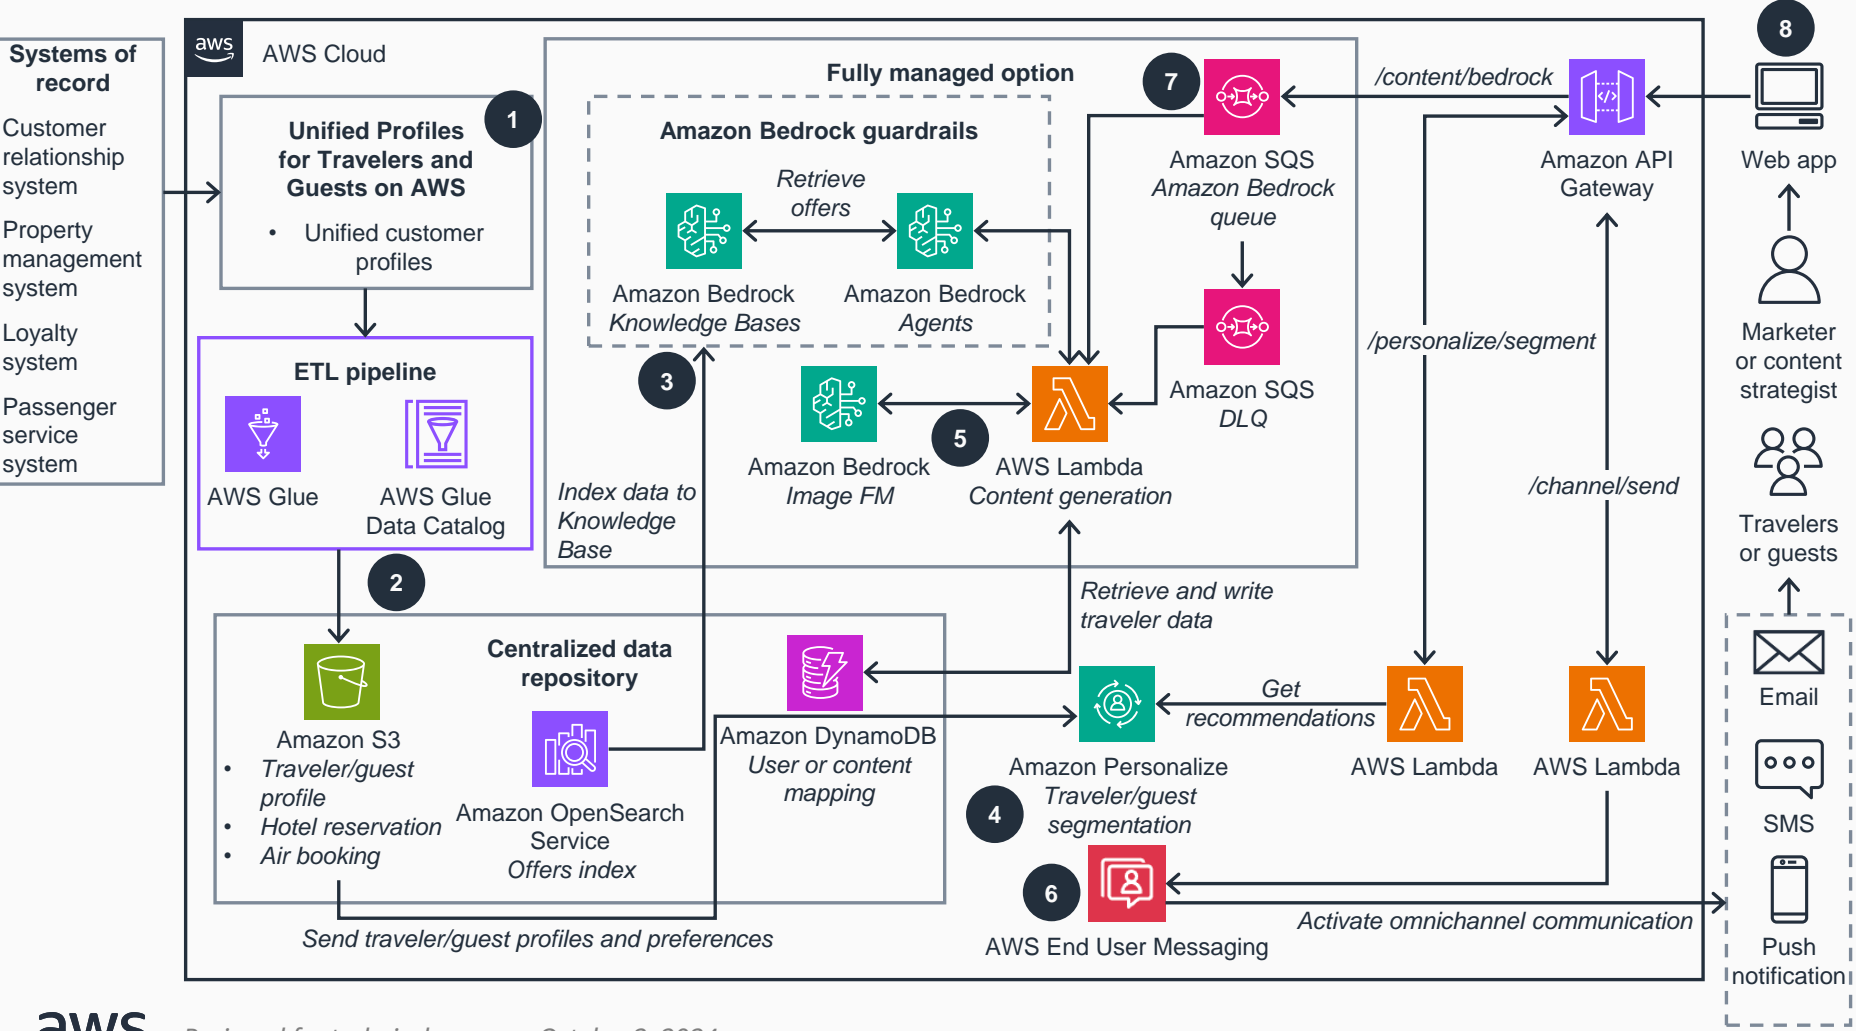 Systems of
record
Customer
relationship
system
Property
management
system
Loyalty
system
Passenger
service
system
aws
AWS Cloud
1
Unified Profiles
for Travelers and
Guests on AWS
• Unified customer
profiles
ETL pipeline
AWS Glue
AWS Glue
Data Catalog
2
Fully managed option
Amazon Bedrock guardrails
Retrieve
offers
Amazon Bedrock
Knowledge Bases
Amazon Bedrock
Agents
3
Index data to
Knowledge
Base
Amazon Bedrock
Image FM
5
AWS Lambda
Content generation
7
Amazon SQS
Amazon Bedrock
queue
Amazon SQS
DLQ
/content/bedrock
Amazon API
Gateway
/personalize/segment
/channel/send
8
Web app
Marketer
or content
strategist
Travelers
or guests
Email
SMS
Push
notification
Centralized data
repository
Amazon S3
• Traveler/guest
profile
• Hotel reservation
• Air booking
Amazon OpenSearch
Service
Offers index
Amazon DynamoDB
User or content
mapping
Retrieve and write
traveler data
Send traveler/guest profiles and preferences
Get
recommendations
Amazon Personalize
Traveler/guest
segmentation
4
AWS Lambda
AWS Lambda
6
AWS End User Messaging
Activate omnichannel communication
aws
Reviewed for technical accuracy October 2, 2024